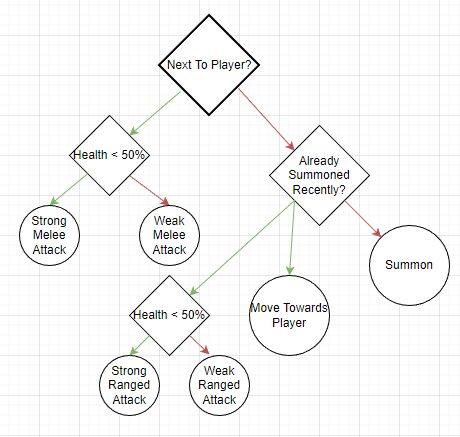 Next To Player?
Health < 50%
Already
Summoned
Recently?
Strong
Melee
Attack
Weak
Melee
Attack
Summon
Health < 50%
Move Towards
Player
Strong
Ranged
Attack
Weak
Ranged
Attack